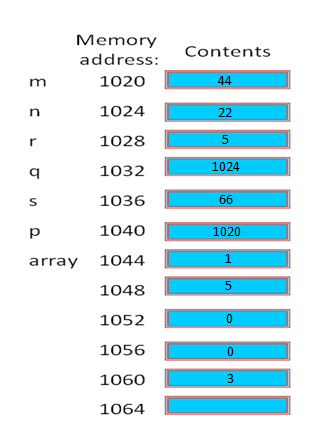 Memory address: Contents
m 1020 44
n 1024 22
r 1028 5
q 1032 1024
s 1036 66
p 1040 1020
array 1044 1
1048 5
1052 0
1056 0
1060 3
1064